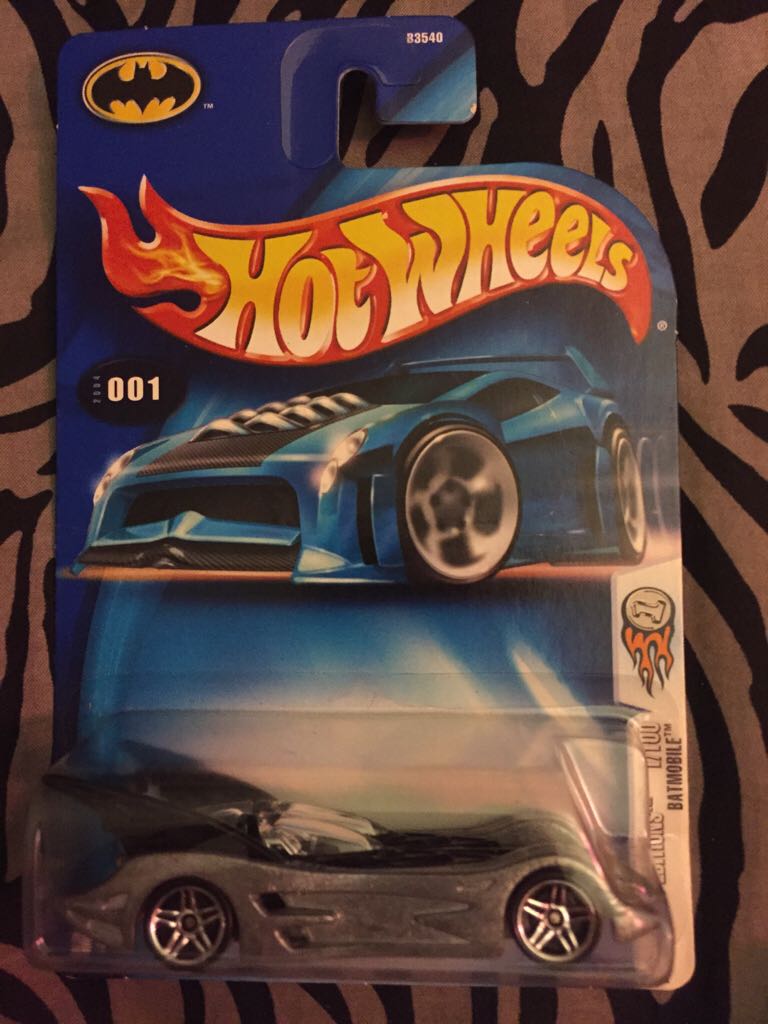 B3540
TM
HOT WHEELS
®
2004
001
1/100
BATMOBILE™